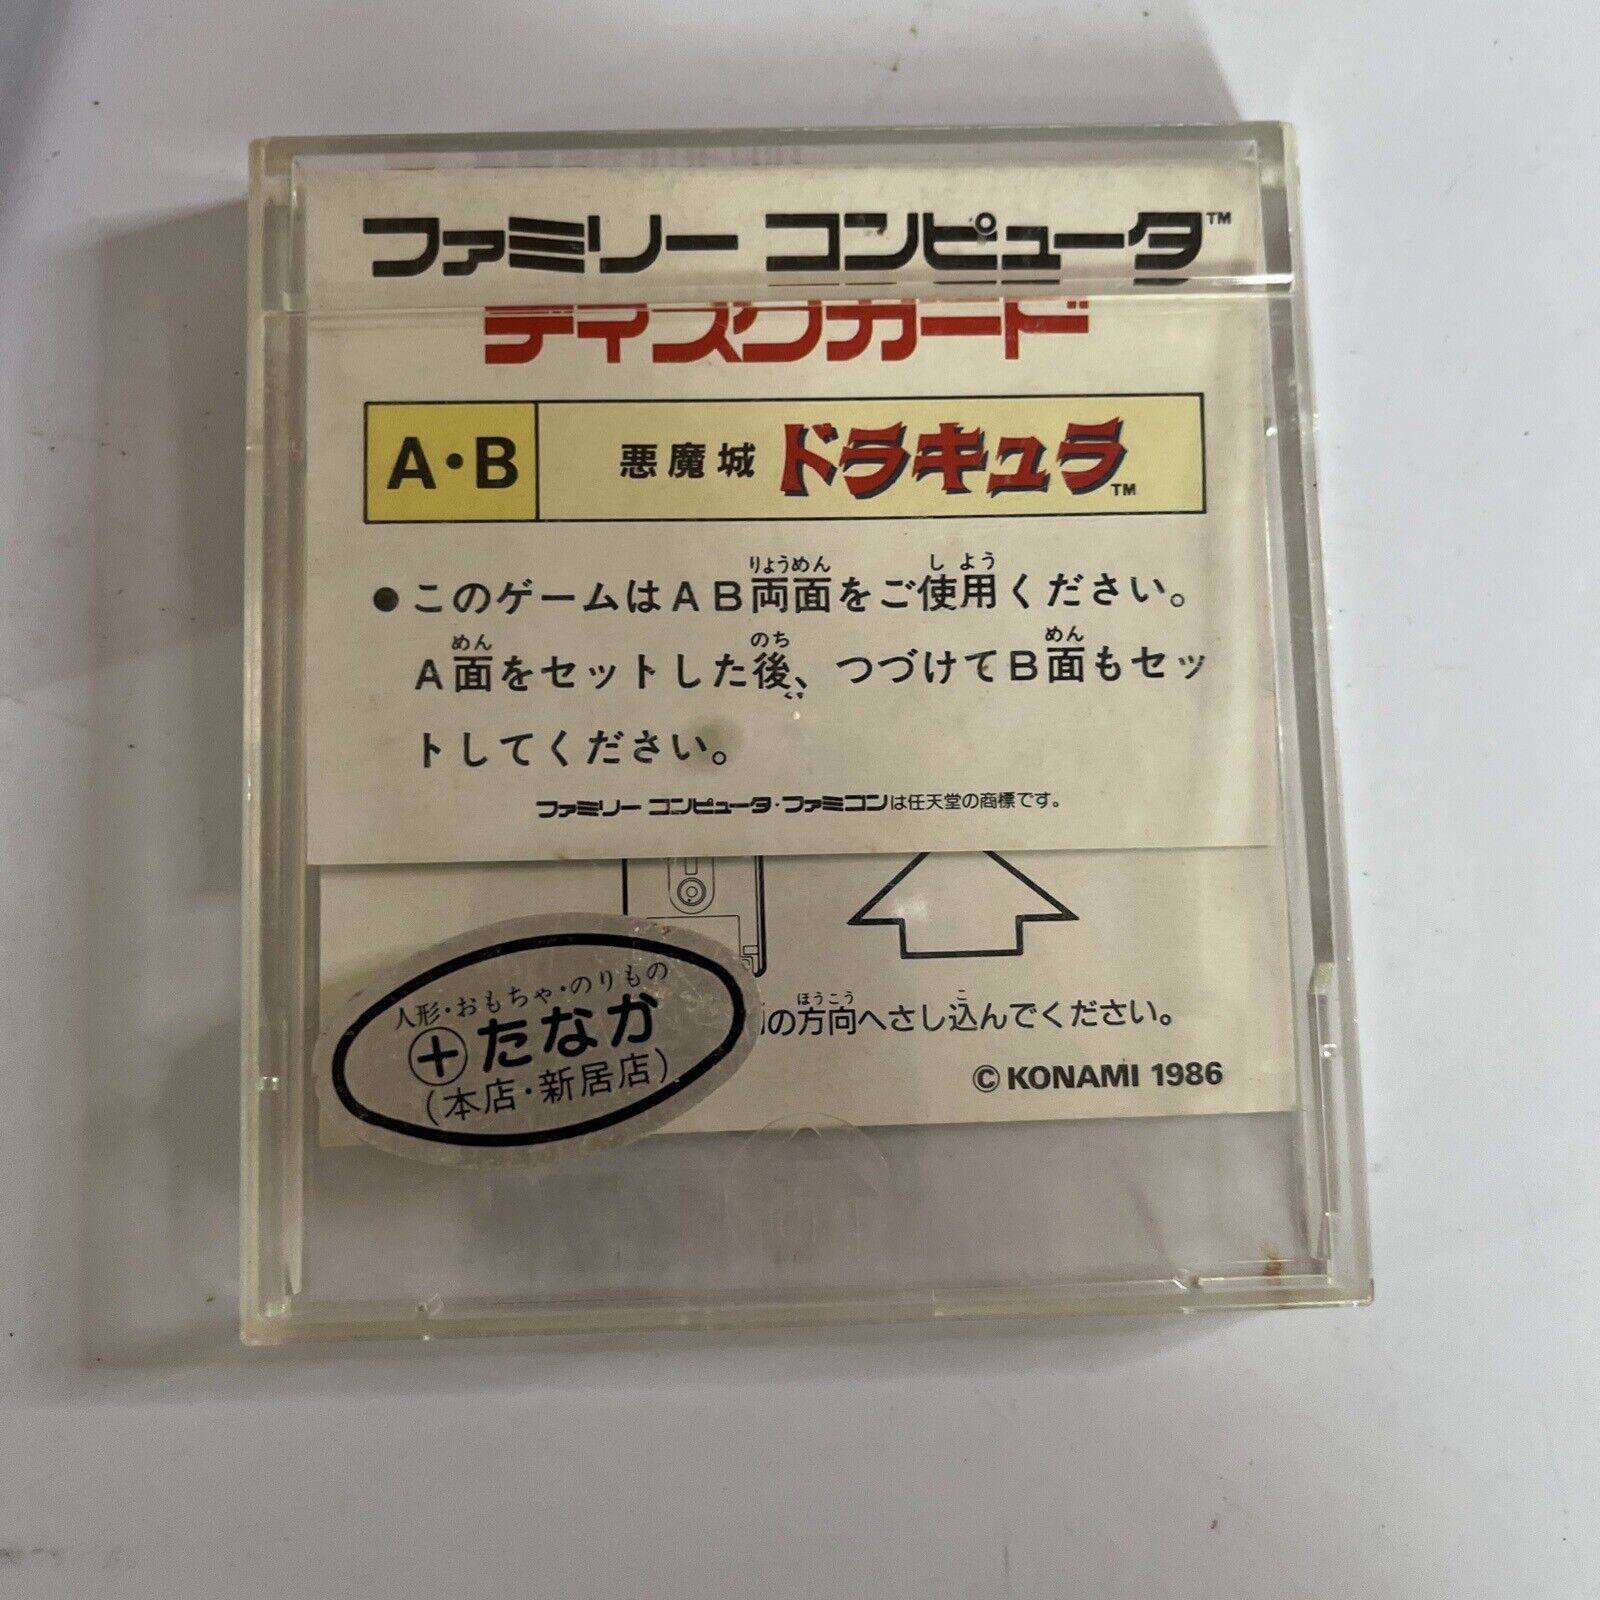 ファミリー コンピュータ™
ディスクカード
A・B
悪魔城 ドラキュラ™
りょうめん し よう
●このゲームはAB両面をご使用ください。
めん のち めん
A面をセットした後、つづけてB面もセッ
トしてください。
ファミリー コンピュータ・ファミコンは任天堂の商標です。
ほうこう こ
の方向へさし込んでください。
©KONAMI 1986
人形・おもちゃ・のりもの
たなか
(本店・新居店)